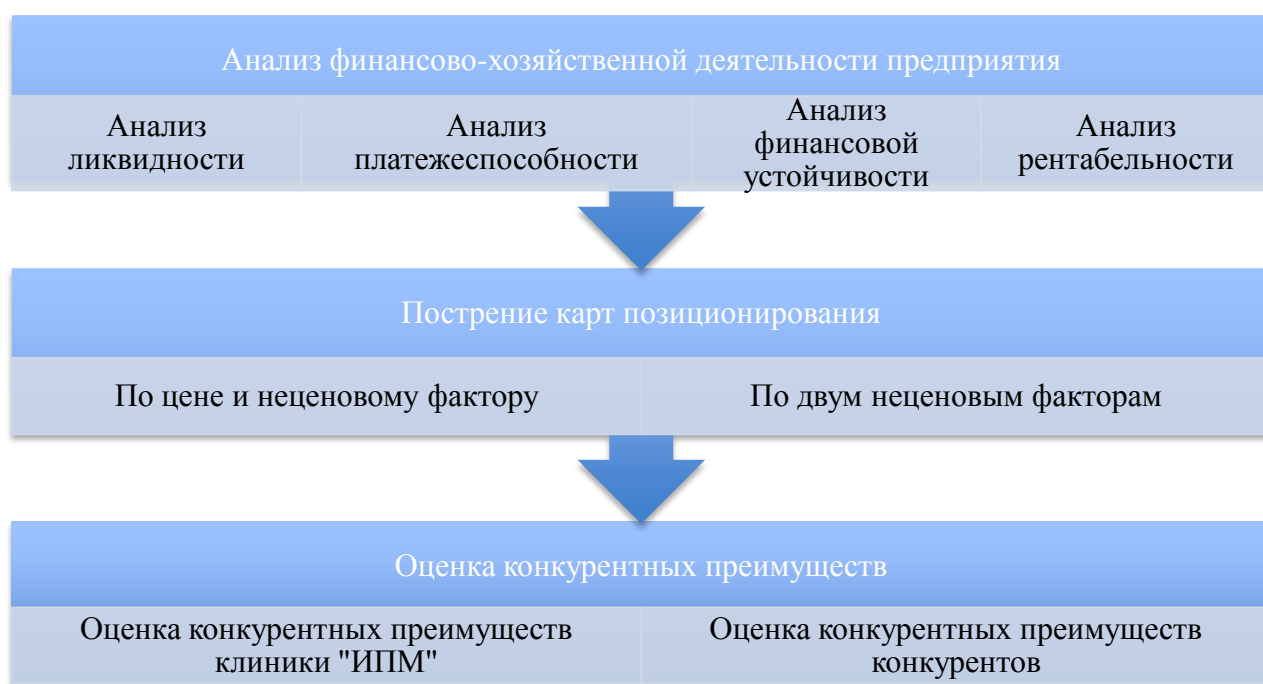 Анализ финансово-хозяйственной деятельности предприятия
Анализ
ликвидности
Анализ
платежеспособности
Анализ
финансовой
устойчивости
Анализ
рентабельности
Пострение карт позиционирования
По цене и неценовому фактору
По двум неценовым факторам
Оценка конкурентных преимуществ
Оценка конкурентных преимуществ
клиники "ИПМ"
Оценка конкурентных преимуществ
конкурентов